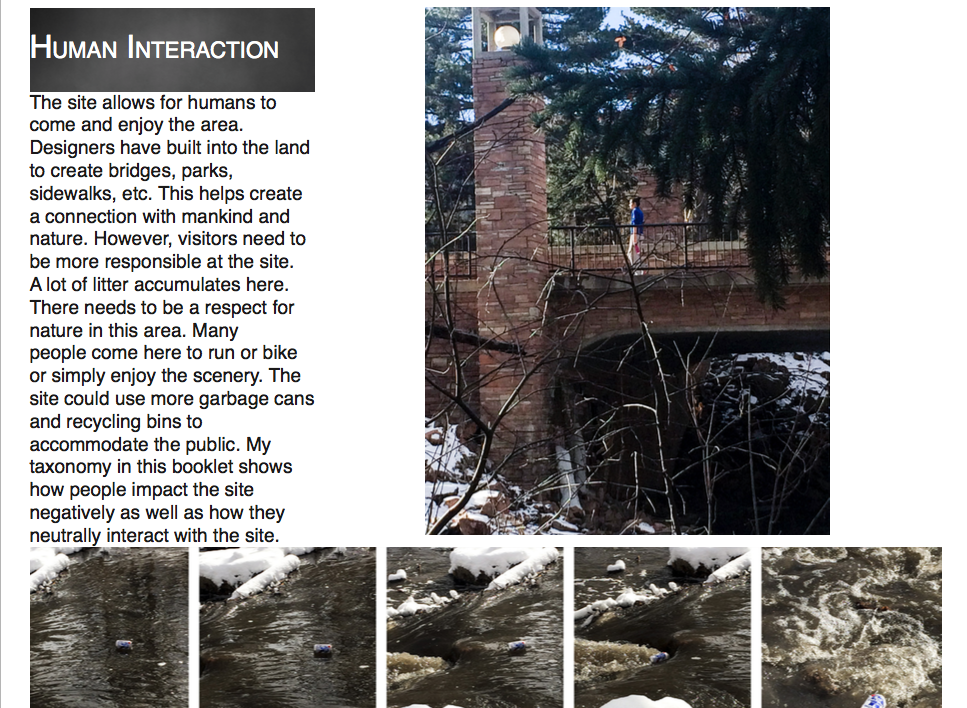 Human Interaction
The site allows for humans to
come and enjoy the area.
Designers have built into the land
to create bridges, parks,
sidewalks, etc. This helps create
a connection with mankind and
nature. However, visitors need to
be more responsible at the site.
A lot of litter accumulates here.
There needs to be a respect for
nature in this area. Many
people come here to run or bike
or simply enjoy the scenery. The
site could use more garbage cans
and recycling bins to
accommodate the public. My
taxonomy in this booklet shows
how people impact the site
negatively as well as how they
neutrally interact with the site.